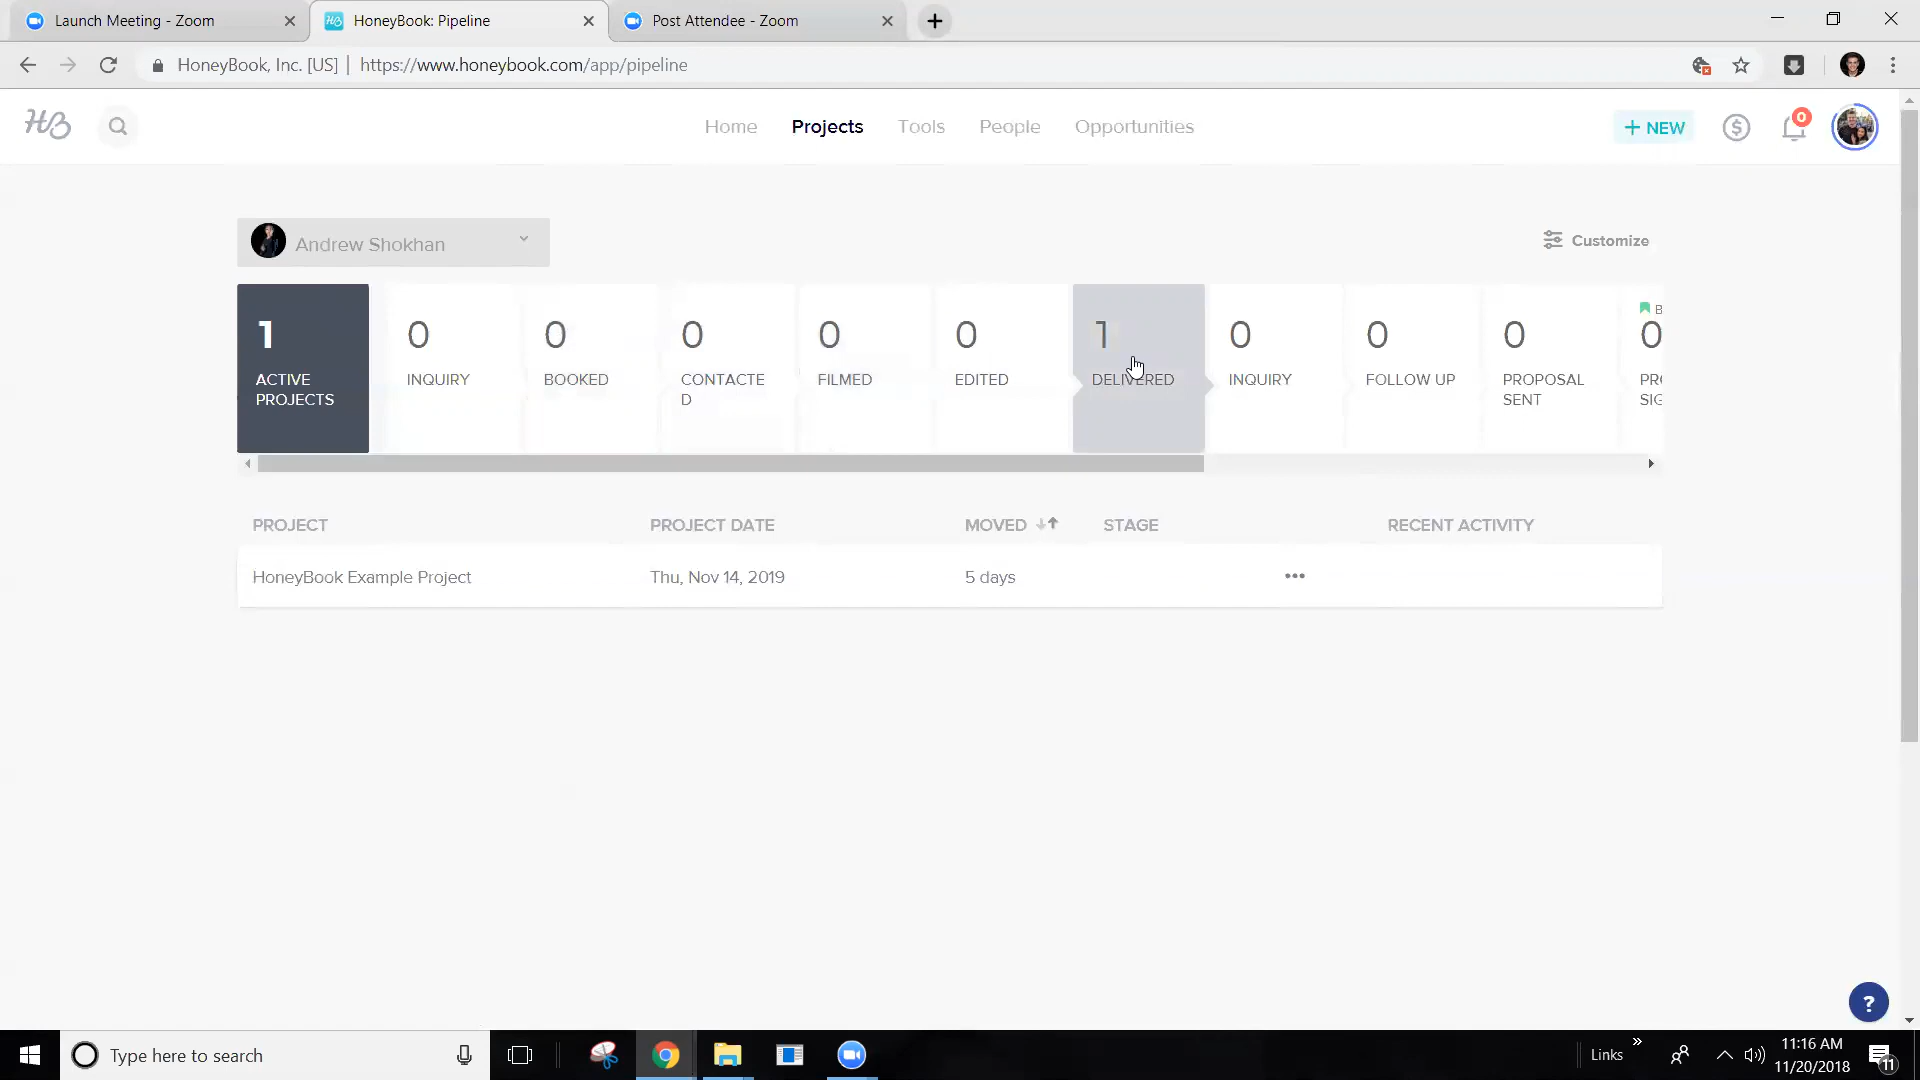 Launch Meeting - Zoom
HoneyBook: Pipeline
Post Attendee - Zoom
HoneyBook, Inc. [US] | https://www.honeybook.com/app/pipeline
HB
Home
Projects
Tools
People
Opportunities
+ NEW
$
0
Andrew Shokhan
Customize
1
ACTIVE
PROJECTS
0
INQUIRY
0
BOOKED
0
CONTACTE
D
0
FILMED
0
EDITED
1
DELIVERED
0
INQUIRY
0
FOLLOW UP
0
PROPOSAL
SENT
B
0
PRO
SIG
PROJECT
PROJECT DATE
MOVED
STAGE
RECENT ACTIVITY
HoneyBook Example Project
Thu, Nov 14, 2019
5 days
•••
?
Type here to search
Links
»
11:16 AM
11/20/2018
11